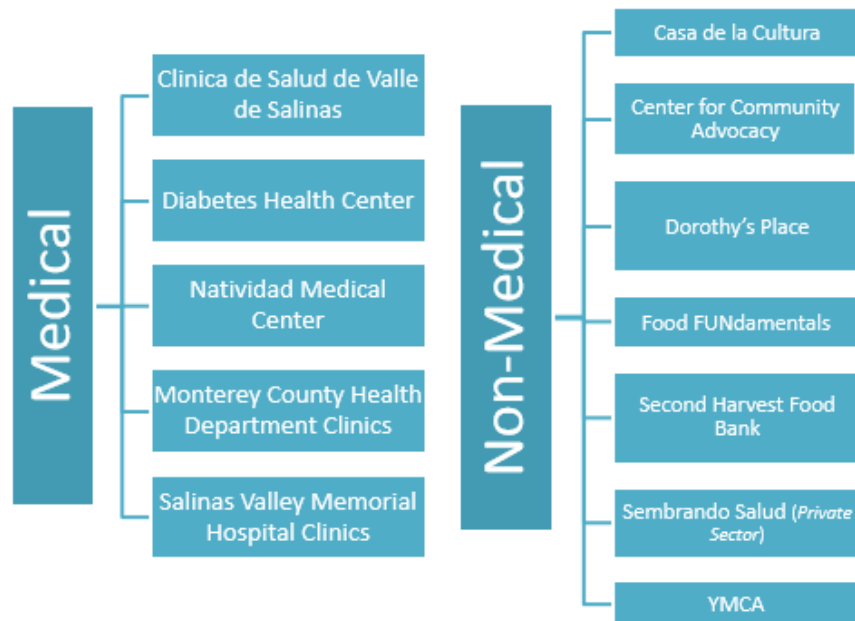 Medical
Clinica de Salud de Valle
de Salinas
Diabetes Health Center
Natividad Medical
Center
Monterey County Health
Department Clinics
Salinas Valley Memorial
Hospital Clinics
Non-Medical
Casa de la Cultura
Center for Community
Advocacy
Dorothy’s Place
Food FUNdamentals
Second Harvest Food
Bank
Sembrando Salud (Private
Sector)
YMCA